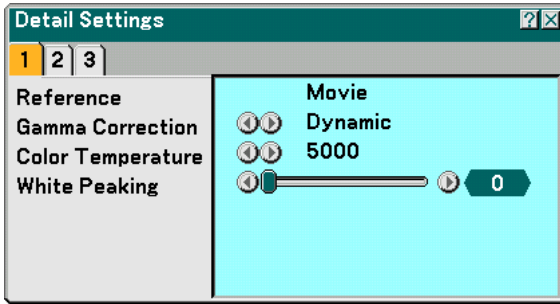 Detail Settings ? X
1 2 3
Reference Movie
Gamma Correction Dynamic
Color Temperature 5000
White Peaking 0